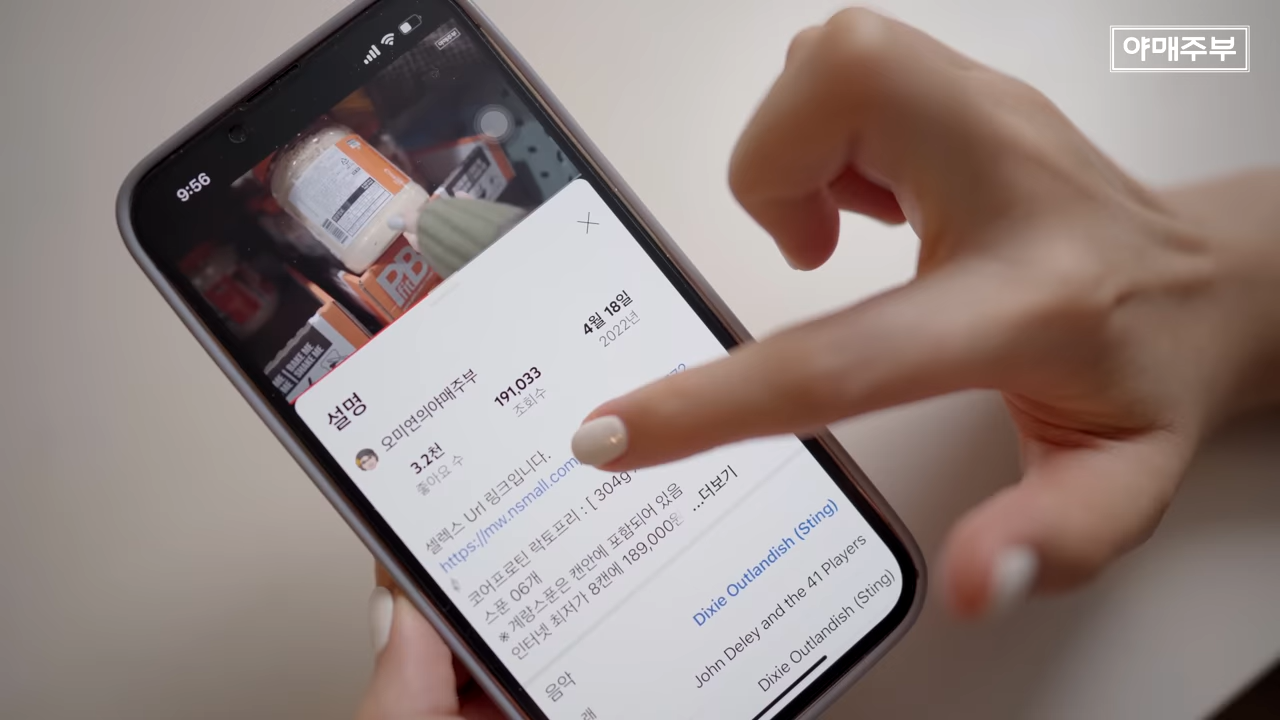 야매주부
9:56
PB
fit
설명
오미연의야매주부
3.2천
좋아요 수
191,033
조회수
4월 18일
2022년
셀렉스 Url 링크입니다.
https://mw.nsmall.com
코어프로틴 락토프리 : [ 304g
스푼 06개
※ 계량스푼은 캔안에 포함되어 있음
인터넷 최저가 8캔에 189,000원 ...더보기
음악
Dixie Outlandish (Sting)
John Deley and the 41 Players
Dixie Outlandish (Sting)